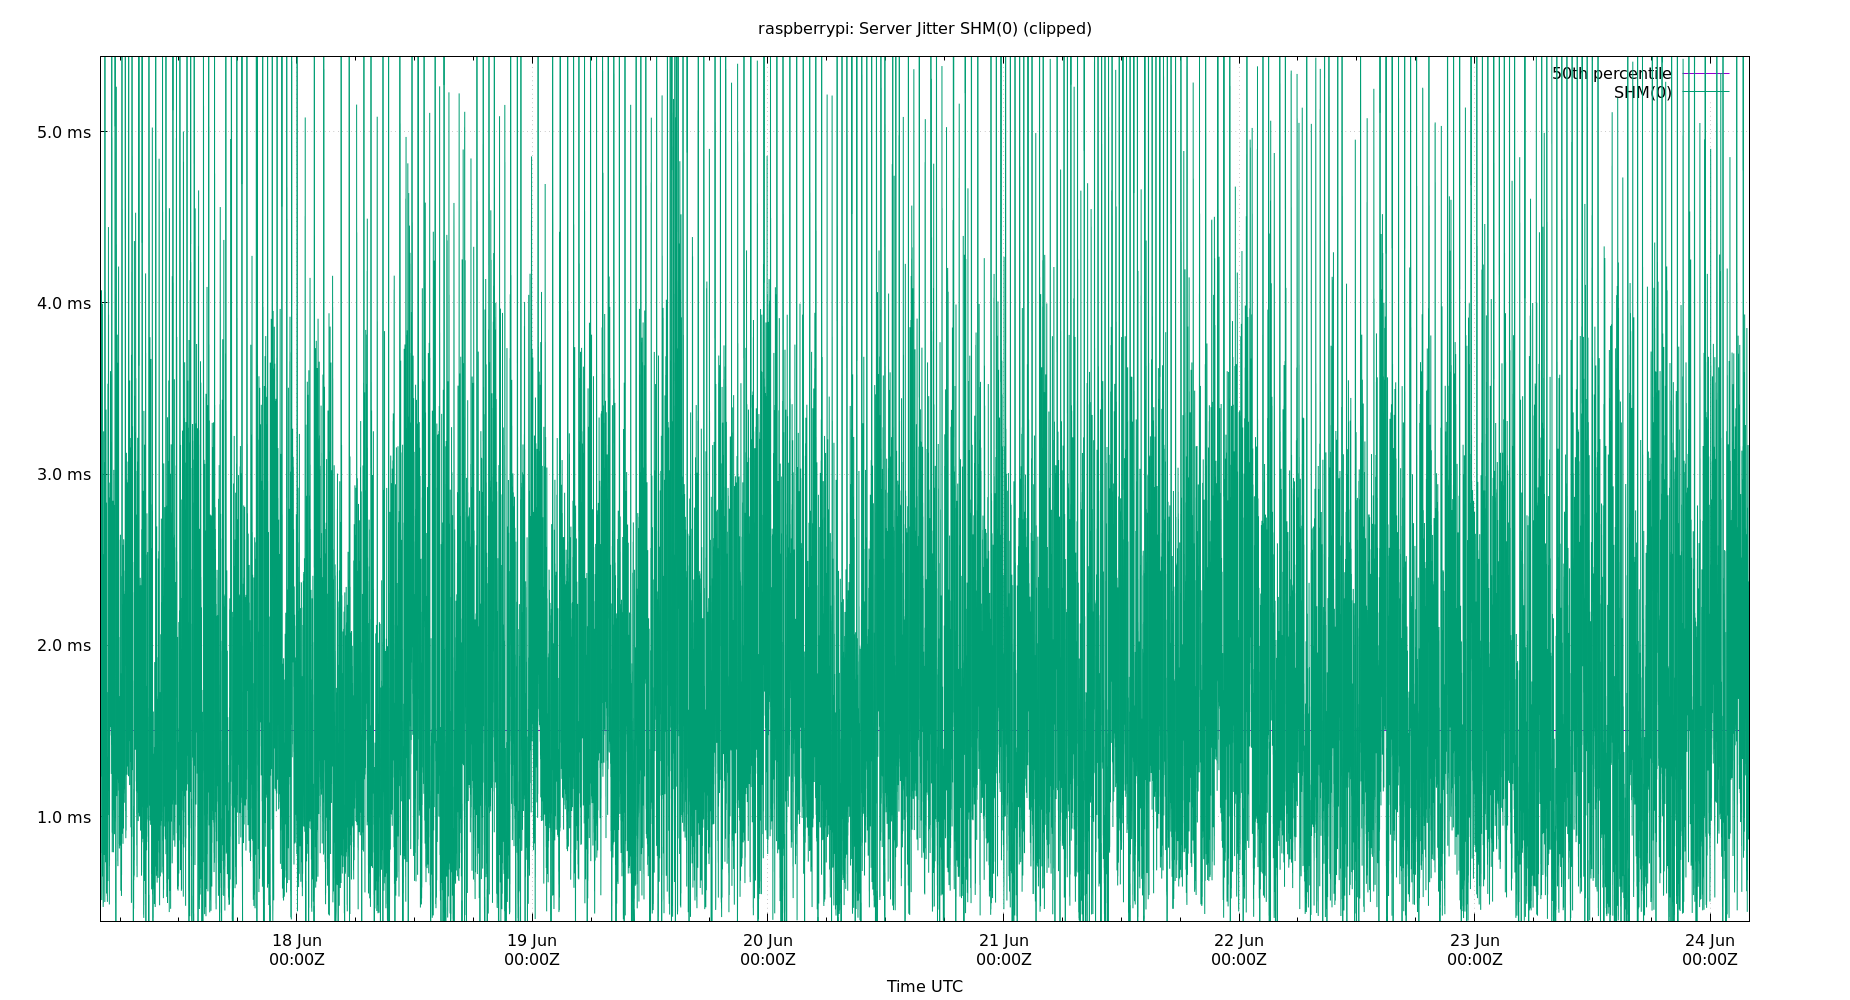 raspberrypi: Server Jitter SHM(0) (clipped)
50th percentile
SHM(0)
5.0 ms
4.0 ms
3.0 ms
2.0 ms
1.0 ms
18 Jun 19 Jun 20 Jun 21 Jun 22 Jun 23 Jun 24 Jun
00:00Z 00:00Z 00:00Z 00:00Z 00:00Z 00:00Z 00:00Z
Time UTC